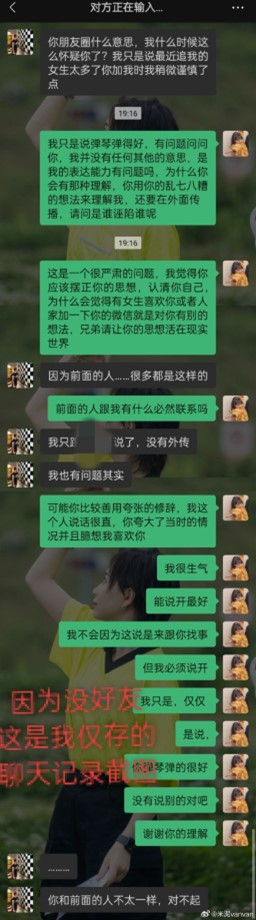 对方正在输入...
你朋友圈什么意思，我什么时候这
么怀疑你了？我只是说最近追我的
女生太多了你加我时我稍微谨慎了
点
19:16
我只是说弹琴弹得好，有问题问问
你，我并没有任何其他的意思，是
我的表达能力有问题吗，为什么你
会有那种理解，你用你的乱七八糟
的想法来理解我，还要在外面传
播，请问是谁诬陷谁呢
19:16
这是一个很严肃的问题，我觉得你
应该摆正你的思想，认清你自己，
为什么会觉得有女生喜欢你或者人
家加一下你的微信就是对你有别的
想法，兄弟请让你的思想活在现实
世界
因为前面的人......很多都是这样的
前面的人跟我有什么必然联系吗
我只跟
说了，没有外传
我也有问题其实
可能你比较善用夸张的修辞，我这
个人说话很直，你夸大了当时的情
况并且臆想我喜欢你
我很生气
能说开最好
我不会因为这说是来跟你找事
但我必须说开
我只是，仅仅
是说，
钢琴弹的很好
没有说别的对吧
谢谢你的理解
因为没好友
这是我仅存的
聊天记录截图
.........
你和前面的人不太一样，对不起
@米泥vanvan